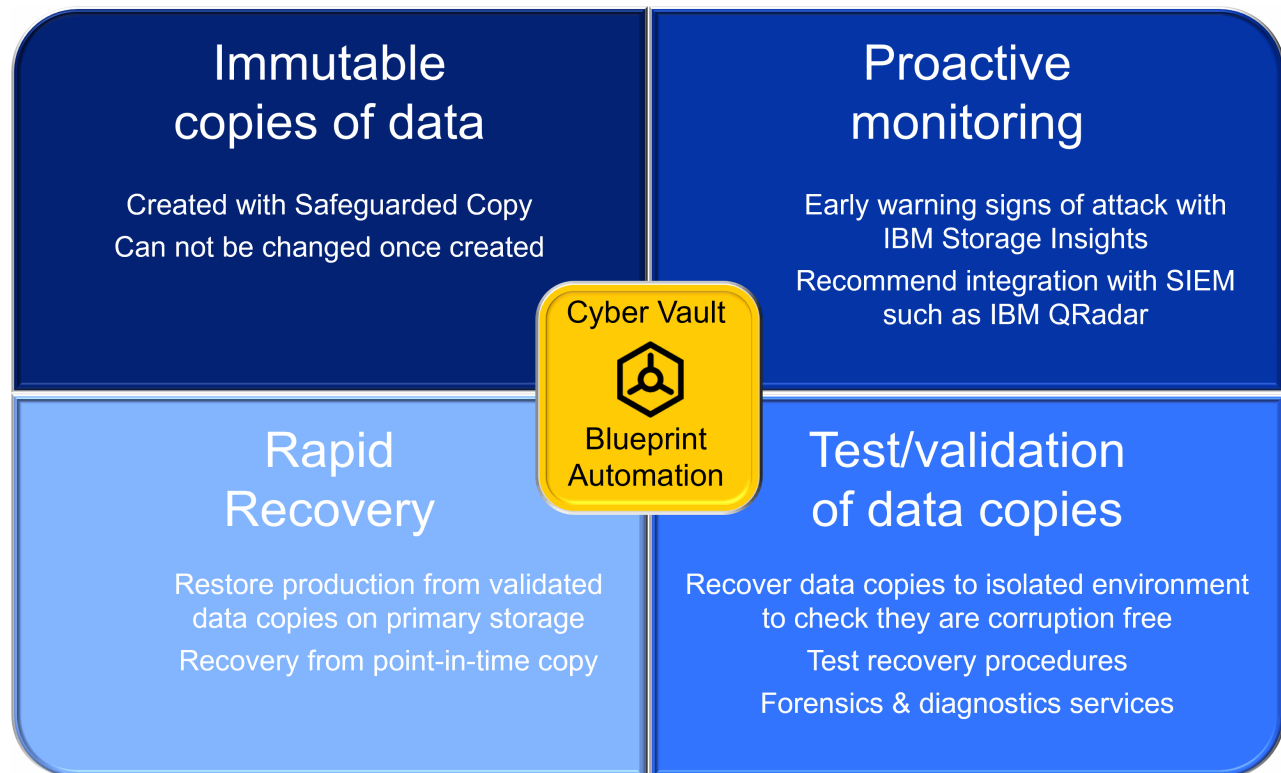 Immutable
copies of data
Created with Safeguarded Copy
Can not be changed once created
Proactive
monitoring
Early warning signs of attack with
IBM Storage Insights
Recommend integration with SIEM
such as IBM QRadar
Cyber Vault
Blueprint
Automation
Rapid
Recovery
Restore production from validated
data copies on primary storage
Recovery from point-in-time copy
Test/validation
of data copies
Recover data copies to isolated environment
to check they are corruption free
Test recovery procedures
Forensics & diagnostics services